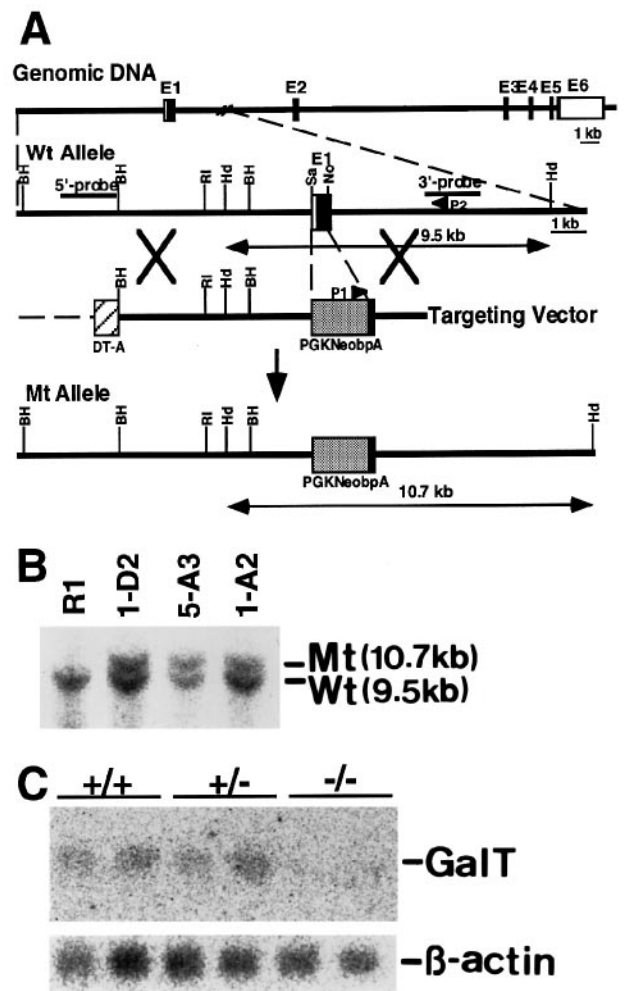 A
Genomic DNA
E1 E2 E3 E4 E5 E6
1 kb
Wt Allele
BH 5'-probe BH RI Hd BH Sa E1 No 3'-probe P2 Hd
1 kb
9.5 kb
BH RI Hd BH P1
DT-A PGKNeobpA Targeting Vector
Mt Allele
BH BH RI Hd BH Hd
PGKNeobpA
10.7 kb
B
R1 1-D2 5-A3 1-A2
Mt (10.7kb)
Wt (9.5kb)
C
+/+ +/- -/-
GalT
ß-actin